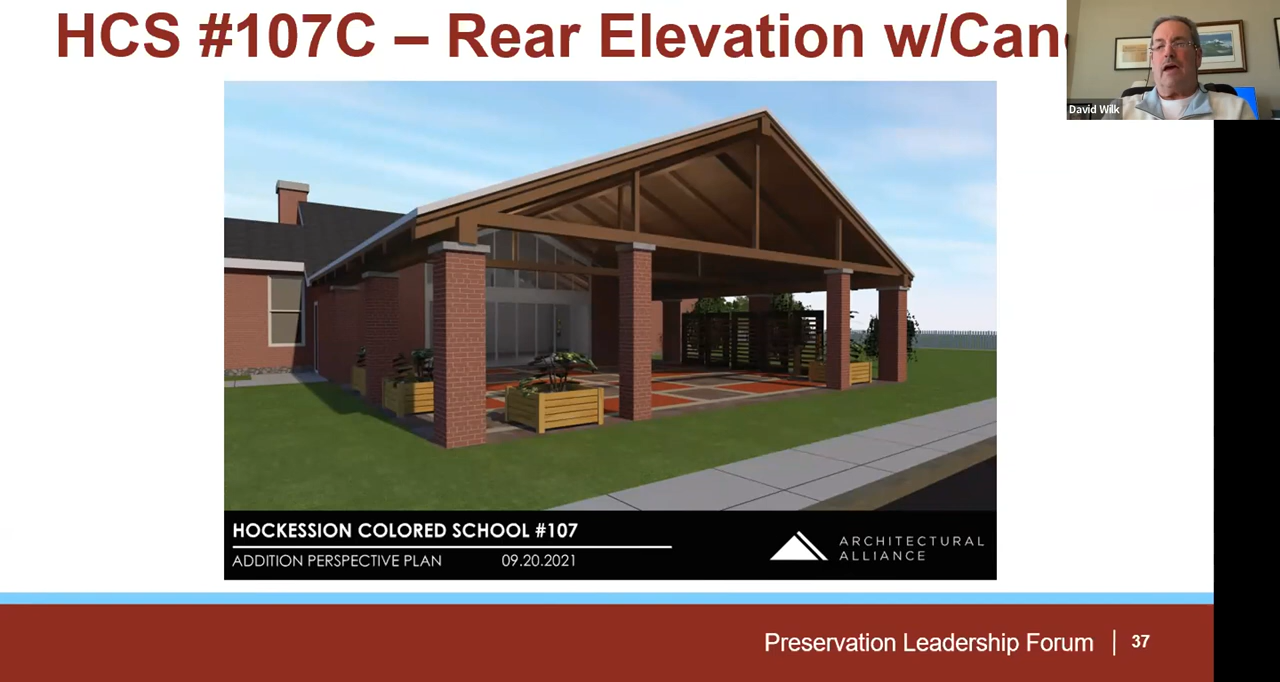 HCS #107C – Rear Elevation w/Can
David Wilk
HOCKESSION COLORED SCHOOL #107
ADDITION PERSPECTIVE PLAN 09.20.2021
ARCHITECTURAL
ALLIANCE
Preservation Leadership Forum | 37